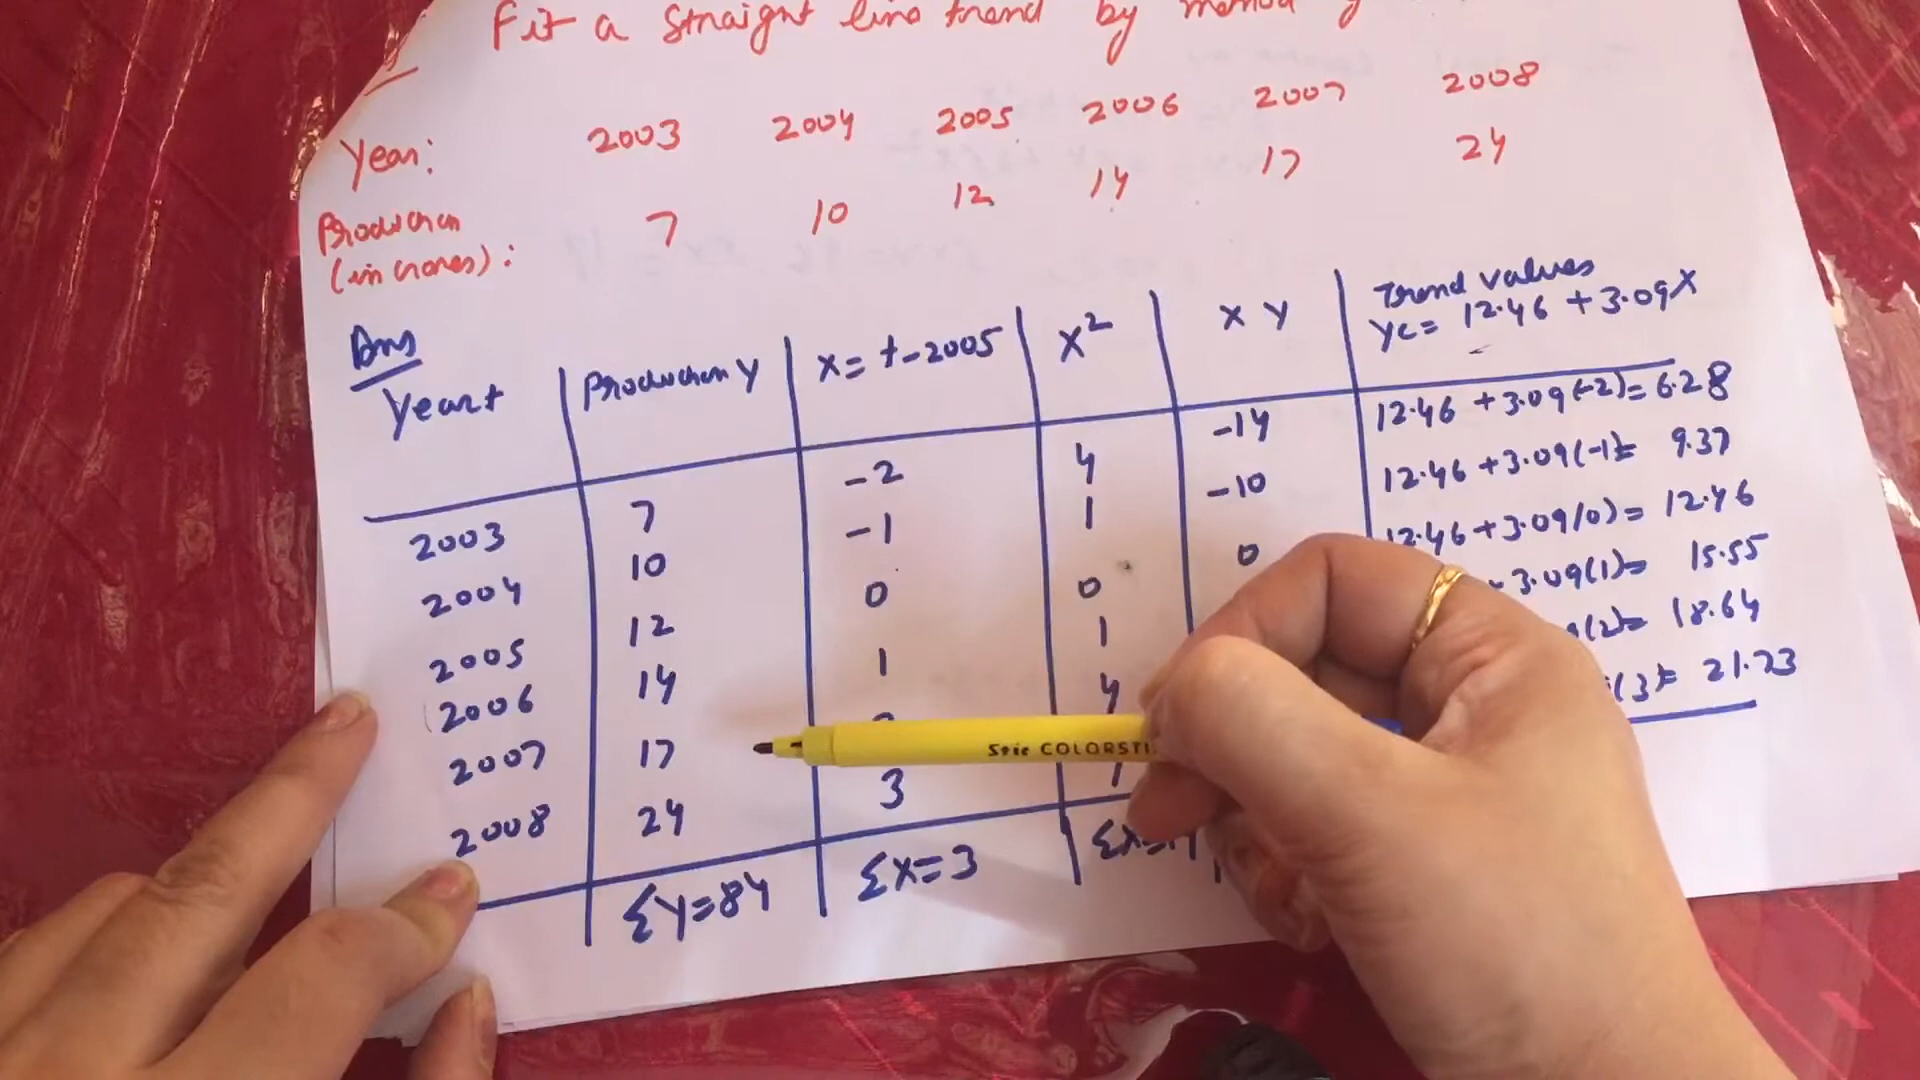 Fit a Straight line trend by
Year: 2003 2004 2005 2006 2007 2008
Production (in crores): 7 10 12 14 17 24
Ans
Year t Production Y X= t-2005 X² X Y Trend values
Yc= 12.46 + 3.09X
2003 7 -2 4 -14 12.46 +3.09(-2)= 6.28
2004 10 -1 1 -10 12.46 +3.09(-1)= 9.37
2005 12 0 0 0 12.46 +3.09(0)= 12.46
2006 14 1 1 3.09(1)= 15.55
2007 17 4 (2)= 18.64
2008 24 3 (3)= 21.73
ΣY=84 ΣX=3
Stic COLORSTI